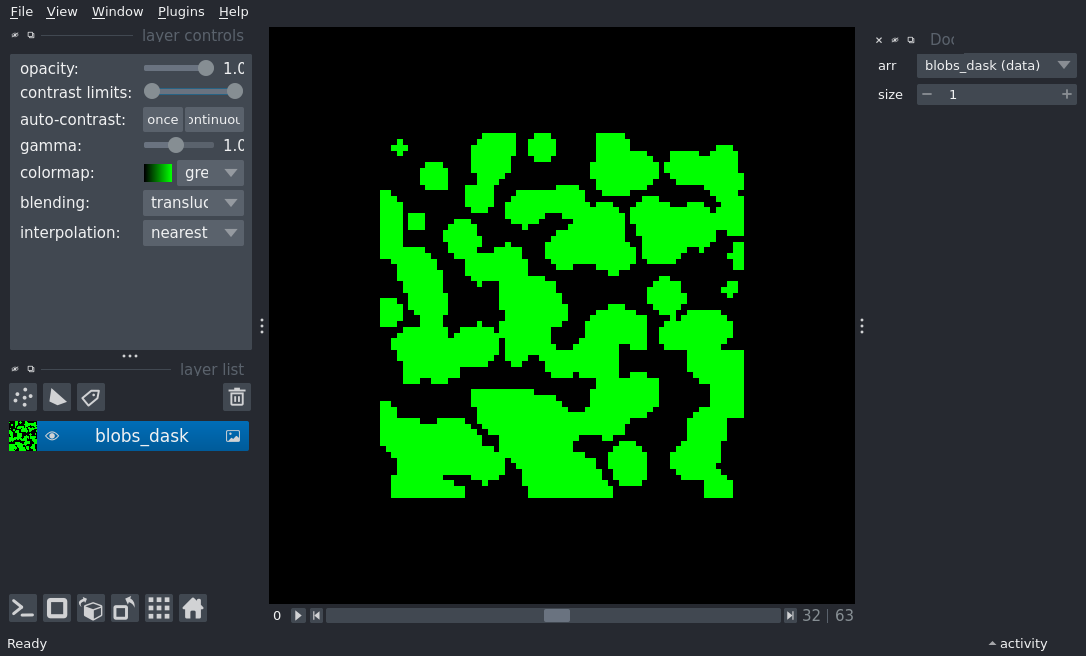 File View Window Plugins Help
layer controls
opacity: 1.0
contrast limits:
auto-contrast: once ontinuou
gamma: 1.0
colormap: gre
blending: transluc
interpolation: nearest
layer list
blobs_dask
0 32 | 63
Ready
Doc
arr blobs_dask (data)
size 1
activity